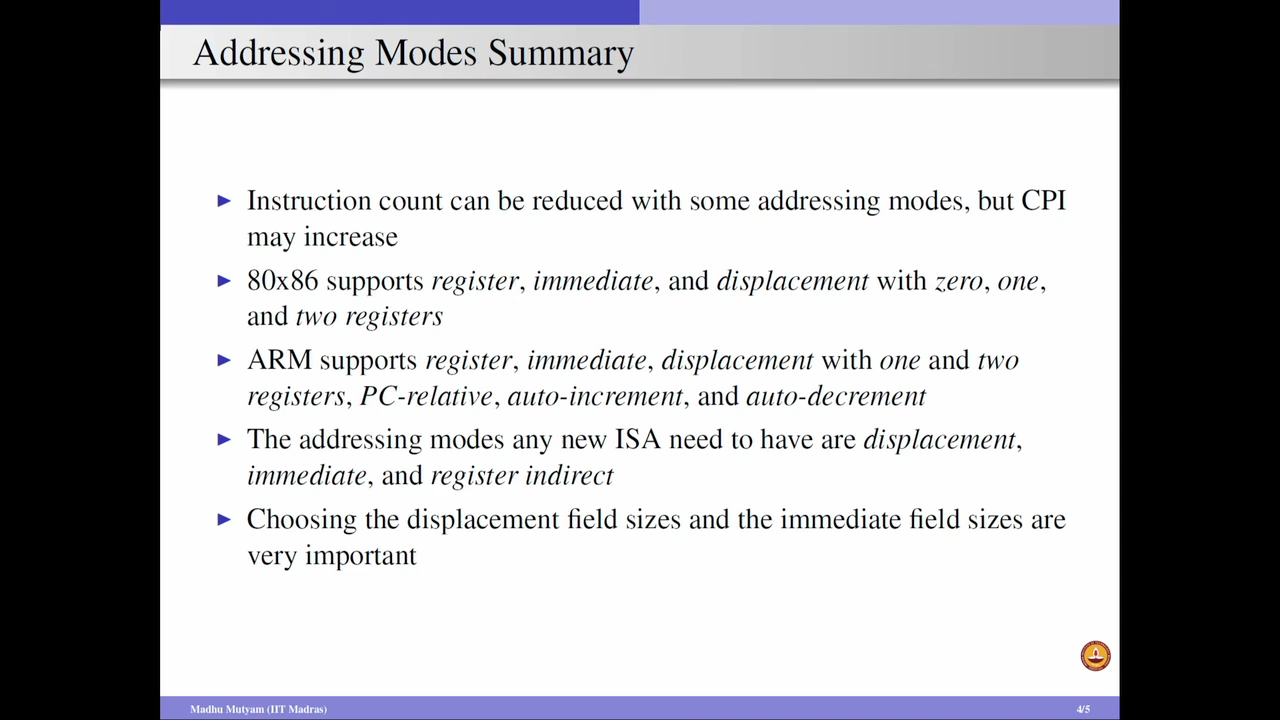 Addressing Modes Summary
Instruction count can be reduced with some addressing modes, but CPI
may increase
80x86 supports register, immediate, and displacement with zero, one,
and two registers
ARM supports register, immediate, displacement with one and two
registers, PC-relative, auto-increment, and auto-decrement
The addressing modes any new ISA need to have are displacement,
immediate, and register indirect
Choosing the displacement field sizes and the immediate field sizes are
very important
Madhu Mutyam (IIT Madras)
4/5